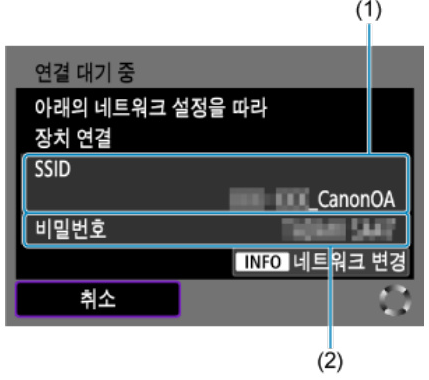 (1)
연결 대기 중
아래의 네트워크 설정을 따라
장치 연결
SSID
_CanonOA
비밀번호
INFO 네트워크 변경
취소
(2)